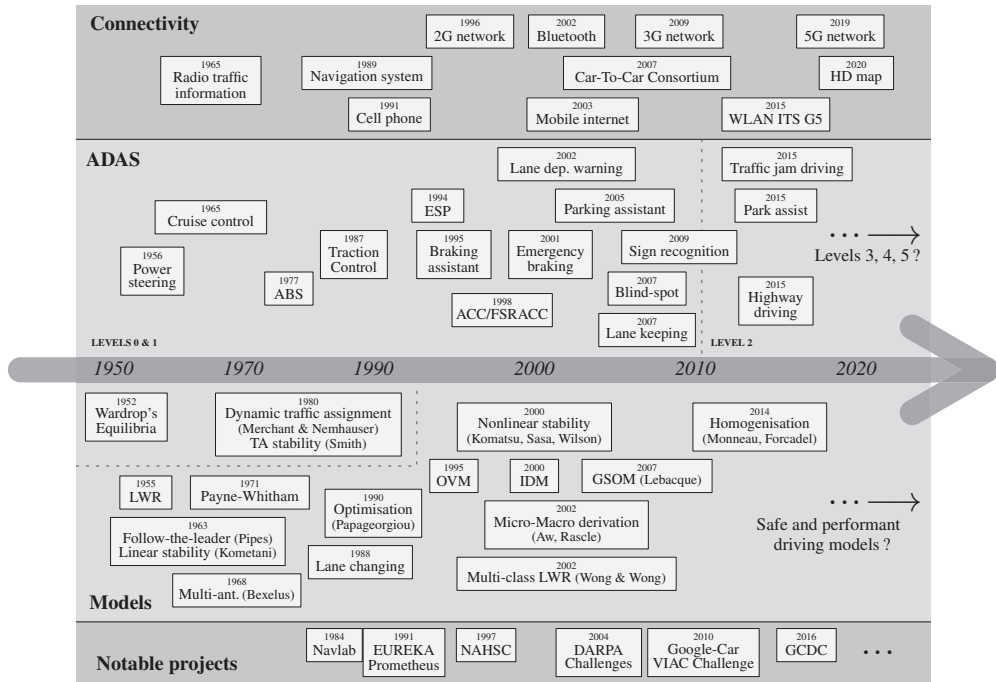 Connectivity
1996
2G network
2002
Bluetooth
2009
3G network
2019
5G network
1965
Radio traffic
information
1989
Navigation system
2007
Car-To-Car Consortium
2020
HD map
1991
Cell phone
2003
Mobile internet
2015
WLAN ITS G5
ADAS
2002
Lane dep. warning
2015
Traffic jam driving
1994
ESP
2005
Parking assistant
2015
Park assist
1965
Cruise control
1987
Traction
Control
1995
Braking
assistant
2001
Emergency
braking
2009
Sign recognition
• • •
Levels 3, 4, 5 ?
1956
Power
steering
1977
ABS
2007
Blind-spot
2015
Highway
driving
1998
ACC/FSRACC
2007
Lane keeping
LEVELS 0 & 1
LEVEL 2
1950 1970 1990 2000 2010 2020
1952
Wardrop's
Equilibria
1980
Dynamic traffic assignment
(Merchant & Nemhauser)
TA stability (Smith)
2000
Nonlinear stability
(Komatsu, Sasa, Wilson)
2014
Homogenisation
(Monneau, Forcadel)
1995
OVM
2000
IDM
2007
GSOM (Lebacque)
1955
LWR
1971
Payne-Whitham
1990
Optimisation
(Papageorgiou)
2002
Micro-Macro derivation
(Aw, Rascle)
• • •
Safe and performant
driving models ?
1963
Follow-the-leader (Pipes)
Linear stability (Kometani)
1988
Lane changing
2002
Multi-class LWR (Wong & Wong)
1968
Multi-ant. (Bexelus)
Models
Notable projects
1984
Navlab
1991
EUREKA
Prometheus
1997
NAHSC
2004
DARPA
Challenges
2010
Google-Car
VIAC Challenge
2016
GCDC
• • •